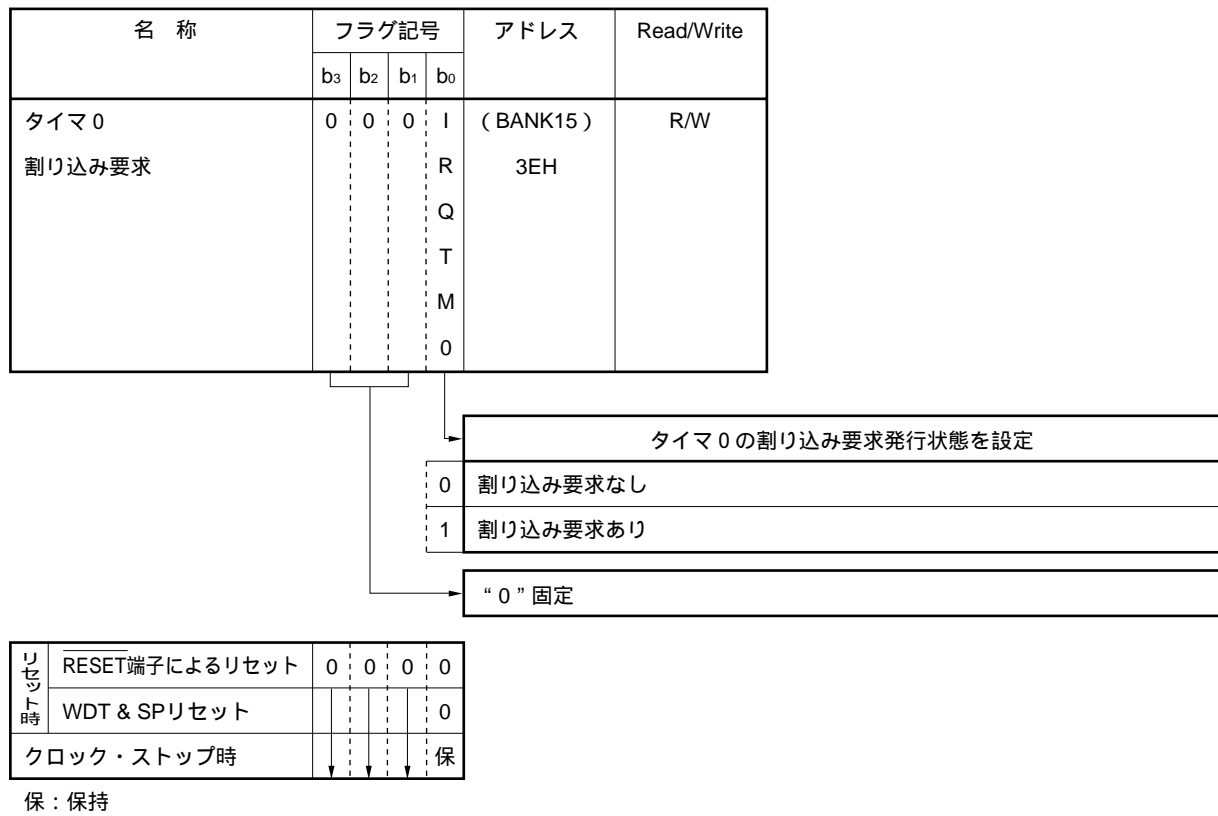 名 称 フラグ記号 アドレス Read/Write
b3 b2 b1 b0
タイマ0 0 0 0 I (BANK15) R/W
割り込み要求 R 3EH
Q
T
M
0
タイマ0の割り込み要求発行状態を設定
0 割り込み要求なし
1 割り込み要求あり
“0”固定
リセット時 RESET端子によるリセット 0 0 0 0
WDT & SPリセット 0
クロック・ストップ時 保
保：保持